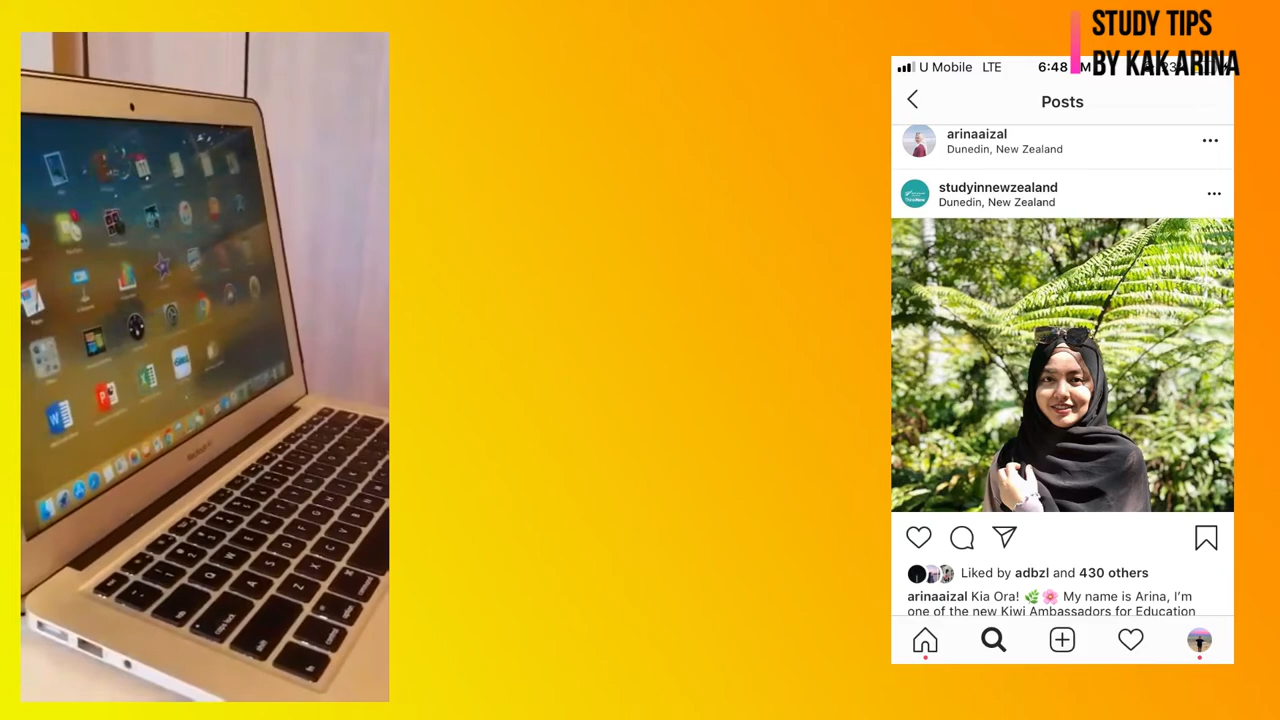 STUDY TIPS
BY KAK ARINA
U Mobile LTE 6:48
Posts
arinaaizal
Dunedin, New Zealand
studyinnewzealand
Dunedin, New Zealand
Liked by adbzl and 430 others
arinaaizal Kia Ora! 🌿🌸 My name is Arina, I'm
one of the new Kiwi Ambassadors for Education